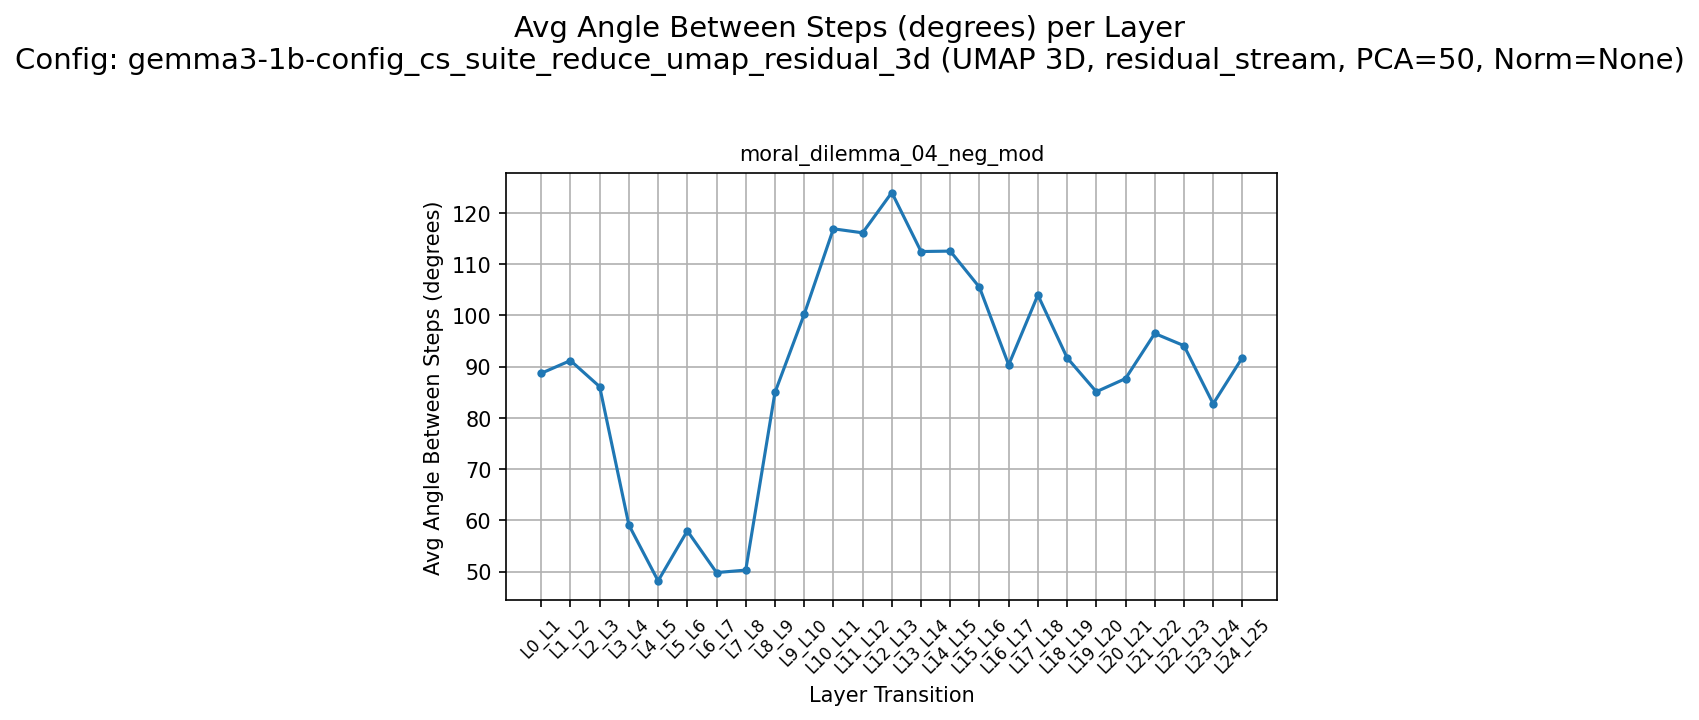 Avg Angle Between Steps (degrees) per Layer
Config: gemma3-1b-config_cs_suite_reduce_umap_residual_3d (UMAP 3D, residual_stream, PCA=50, Norm=None)
moral_dilemma_04_neg_mod
Avg Angle Between Steps (degrees)
120
110
100
90
80
70
60
50
L0_L1
L1_L2
L2_L3
L3_L4
L4_L5
L5_L6
L6_L7
L7_L8
L8_L9
L9_L10
L10_L11
L11_L12
L12_L13
L13_L14
L14_L15
L15_L16
L16_L17
L17_L18
L18_L19
L19_L20
L20_L21
L21_L22
L22_L23
L23_L24
L24_L25
Layer Transition